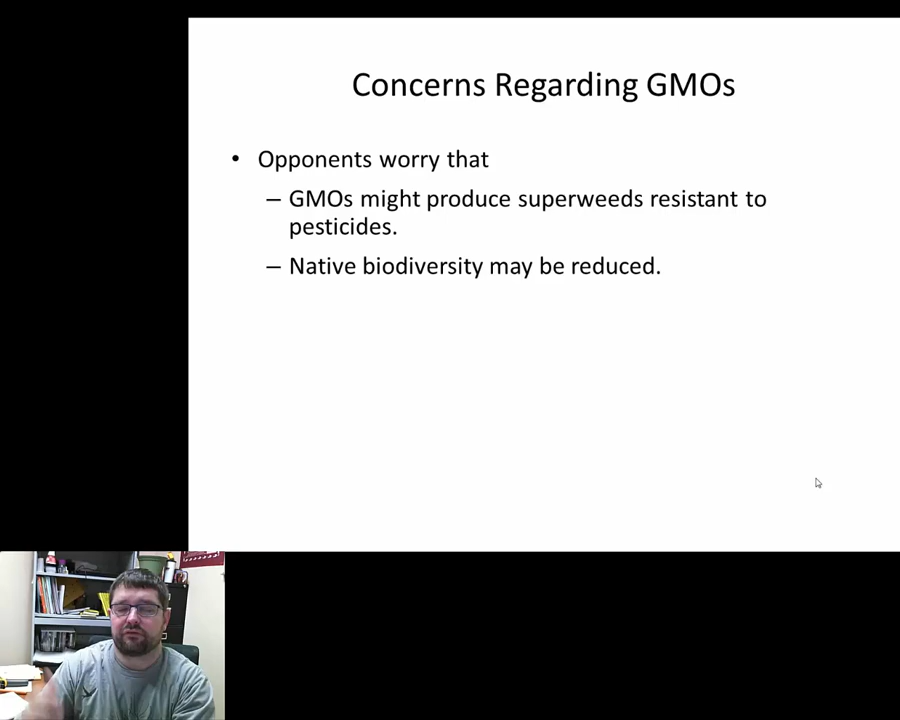 Concerns Regarding GMOs
• Opponents worry that
– GMOs might produce superweeds resistant to
pesticides.
– Native biodiversity may be reduced.